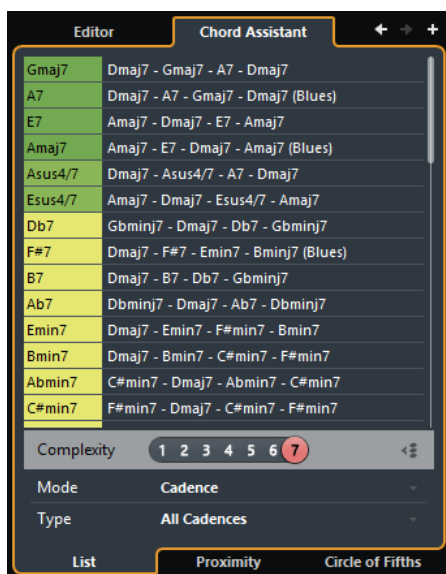 Editor Chord Assistant
Gmaj7 Dmaj7 - Gmaj7 - A7 - Dmaj7
A7 Dmaj7 - A7 - Gmaj7 - Dmaj7 (Blues)
E7 Amaj7 - Dmaj7 - E7 - Amaj7
Amaj7 Amaj7 - E7 - Dmaj7 - Amaj7 (Blues)
Asus4/7 Dmaj7 - Asus4/7 - A7 - Dmaj7
Esus4/7 Amaj7 - Dmaj7 - Esus4/7 - Amaj7
Db7 Gbminj7 - Dmaj7 - Db7 - Gbminj7
F#7 Dmaj7 - F#7 - Emin7 - Bminj7 (Blues)
B7 Dmaj7 - B7 - Db7 - Gbminj7
Ab7 Dbminj7 - Dmaj7 - Ab7 - Dbminj7
Emin7 Dmaj7 - Emin7 - F#min7 - Bmin7
Bmin7 Dmaj7 - Bmin7 - C#min7 - F#min7
Abmin7 C#min7 - Dmaj7 - Abmin7 - C#min7
C#min7 F#min7 - Dmaj7 - C#min7 - F#min7
Complexity 1 2 3 4 5 6 7
Mode Cadence
Type All Cadences
List Proximity Circle of Fifths